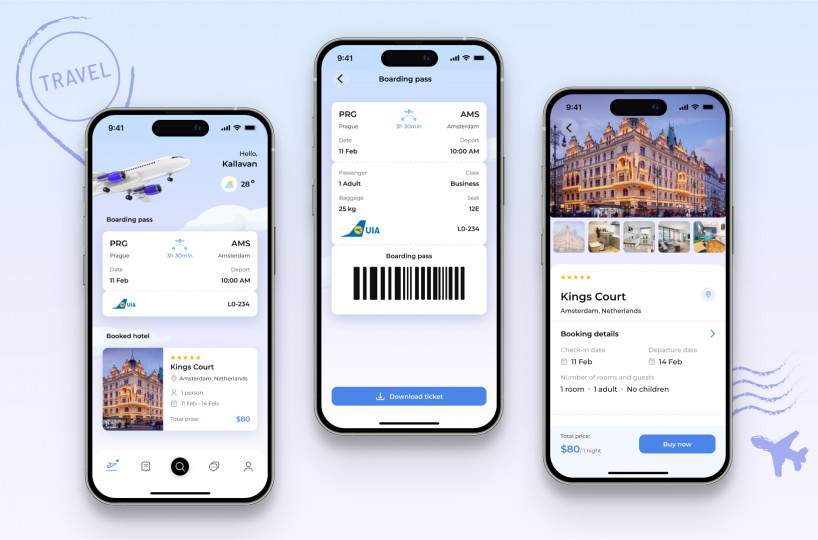 TRAVEL
9:41
Hello,
Kallavan
28°
Boarding pass
PRG AMS
Prague 3h 30min Amsterdam
Date Deport
11 Feb 10:00 AM
UIA L0-234
Booked hotel
Kings Court
Amsterdam, Netherlands
1 person
11 Feb - 14 Feb
Total price: $80
9:41
Boarding pass
PRG AMS
Prague 3h 30min Amsterdam
Date Deport
11 Feb 10:00 AM
Passenger Class
1 Adult Business
Baggage Seat
25 kg 12E
UIA L0-234
Boarding pass
Download ticket
9:41
Kings Court
Amsterdam, Netherlands
Booking details
Check-in date Departure date
11 Feb 14 Feb
Number of rooms and guests
1 room • 1 adult • No children
Total price:
$80/1 night Buy now